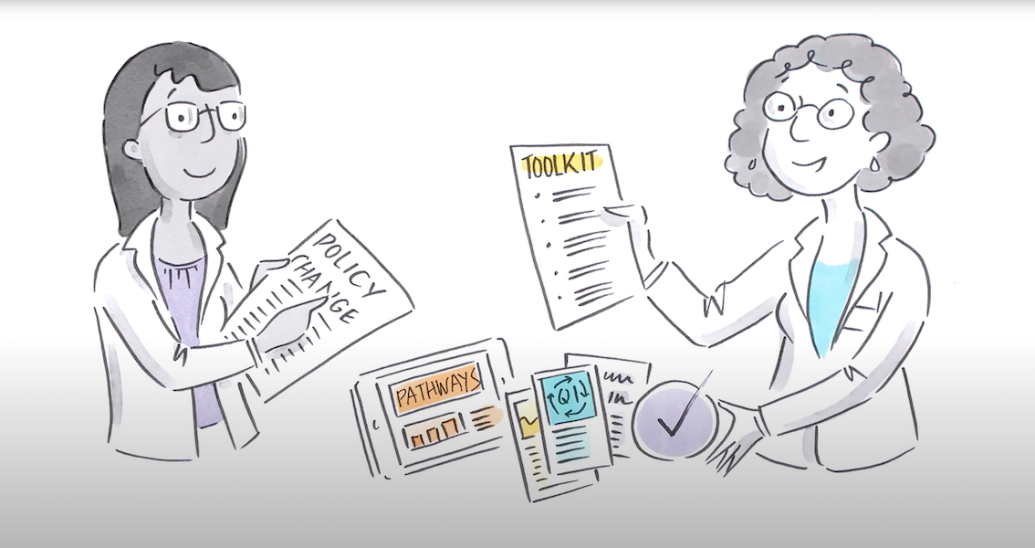 POLICY
CHANGE
TOOLKIT
PATHWAYS
QI